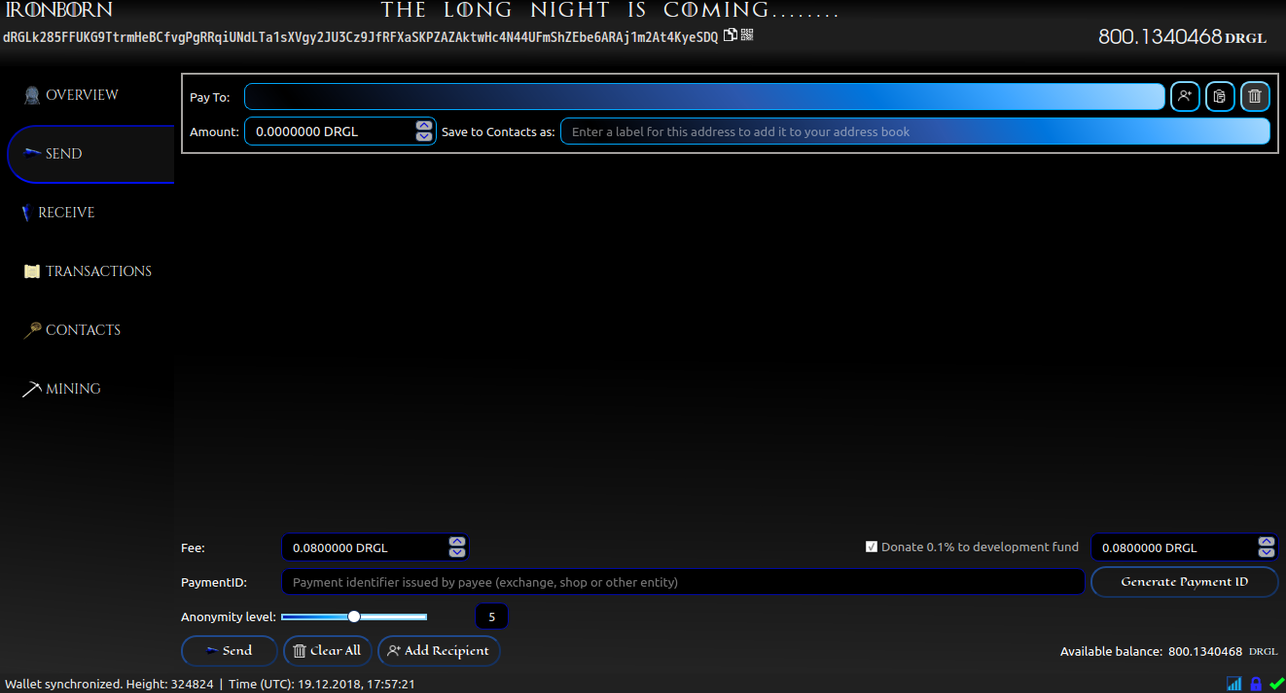 IRONBORN
THE LONG NIGHT IS COMING........
dRGLk285FFUKG9TtrmHeBCfvgPgRRqiUNdLTa1sXVgy2JU3Cz9JfRFXaSKPZAZAktwHc4N44UFmShZEbe6ARAj1m2At4KyeSDQ
800.1340468 DRGL
OVERVIEW
SEND
RECEIVE
TRANSACTIONS
CONTACTS
MINING
Pay To:
Amount: 0.0000000 DRGL Save to Contacts as: Enter a label for this address to add it to your address book
Fee: 0.0800000 DRGL Donate 0.1% to development fund 0.0800000 DRGL
PaymentID: Payment identifier issued by payee (exchange, shop or other entity) Generate Payment ID
Anonymity level: 5
Send Clear All Add Recipient Available balance: 800.1340468 DRGL
Wallet synchronized. Height: 324824 | Time (UTC): 19.12.2018, 17:57:21